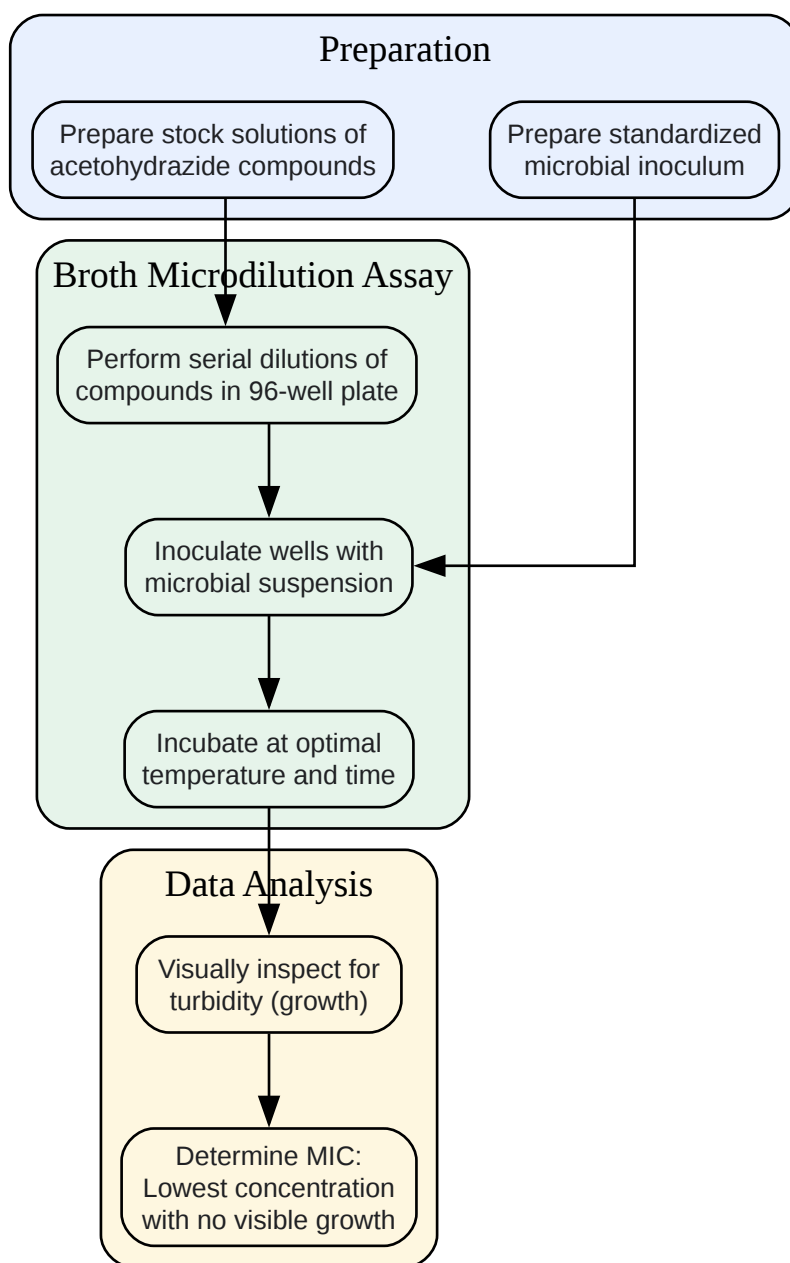 Preparation
Prepare stock solutions of
acetohydrazide compounds
Prepare standardized
microbial inoculum
Broth Microdilution Assay
Perform serial dilutions of
compounds in 96-well plate
Inoculate wells with
microbial suspension
Incubate at optimal
temperature and time
Data Analysis
Visually inspect for
turbidity (growth)
Determine MIC:
Lowest concentration
with no visible growth